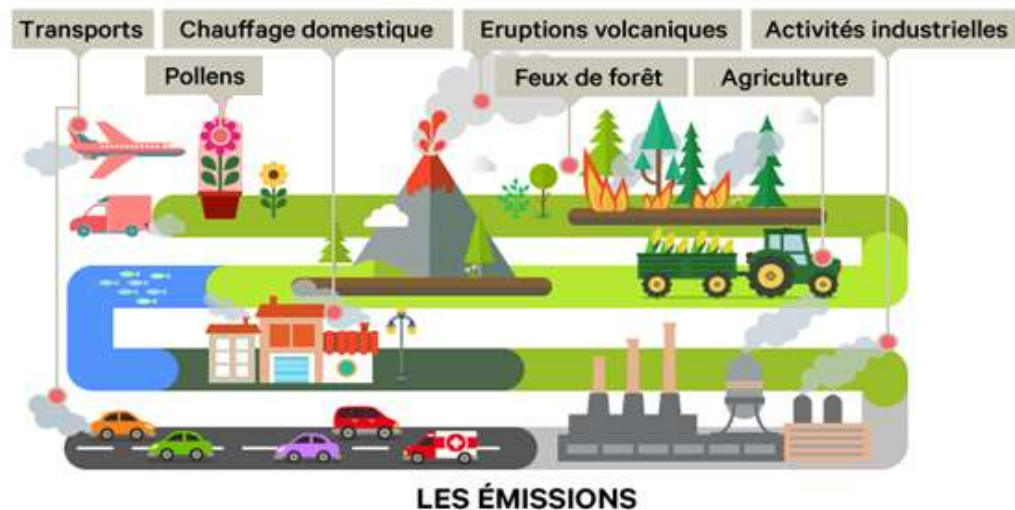 Transports
Chauffage domestique
Eruptions volcaniques
Activités industrielles
Pollens
Feux de forêt
Agriculture
LES ÉMISSIONS